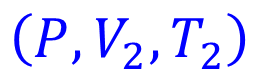 (P, V₂, T₂)